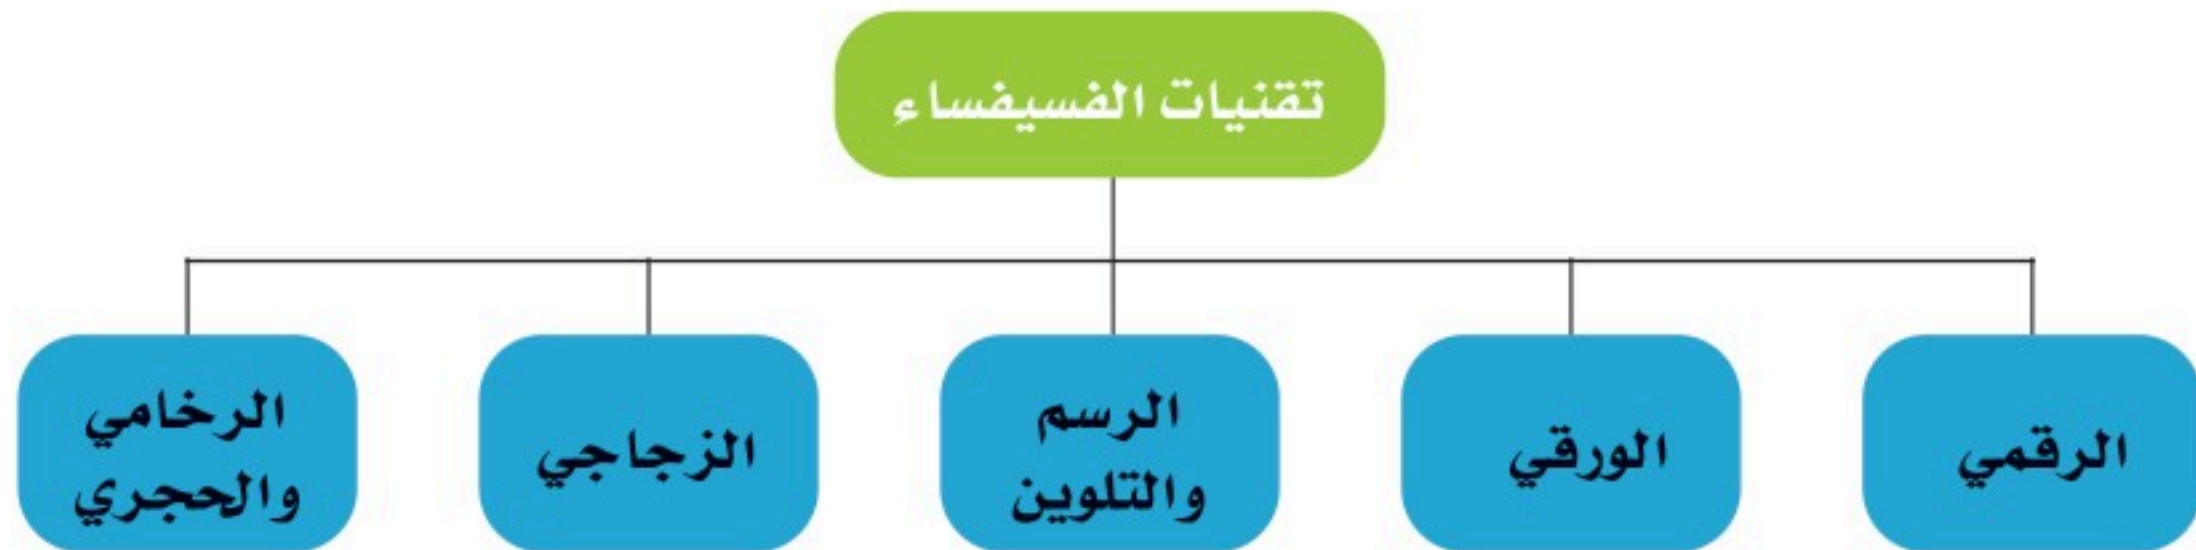 تقنيات الفسيفساء
الرقمي
الورقي
الرسم
والتلوين
الزجاجي
الرخامي
والحجري